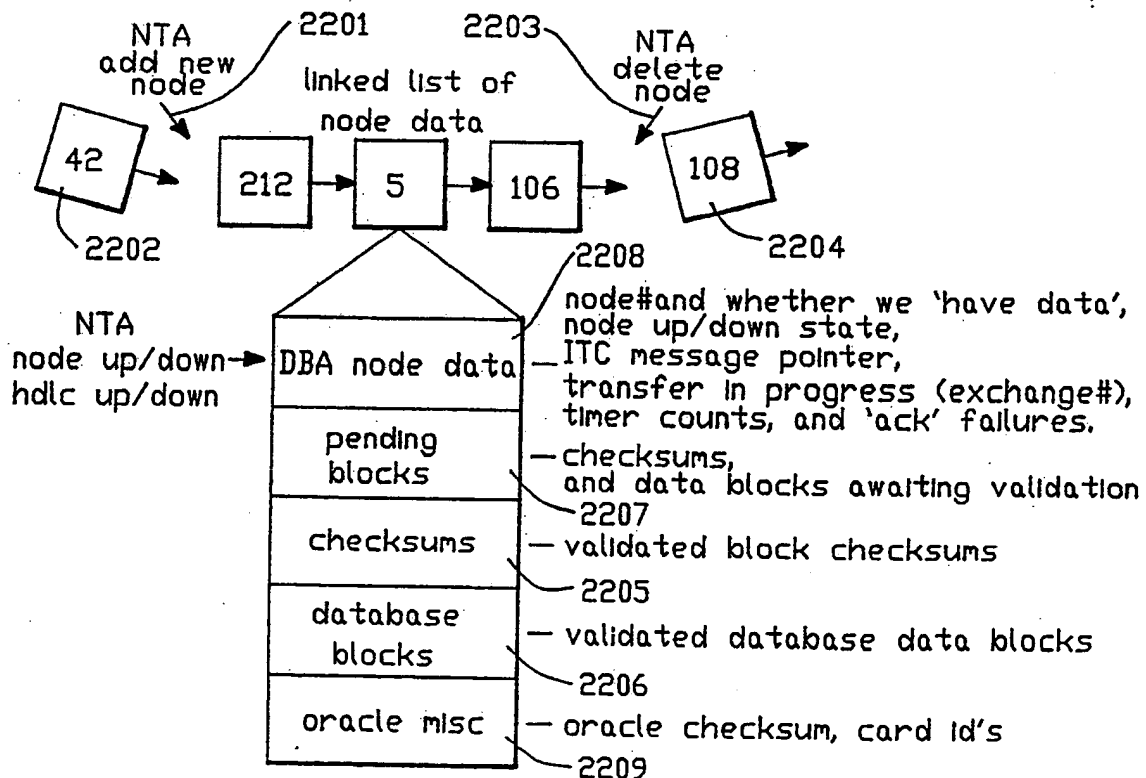 NTA
add new
node
2201
linked list of
node data
2203
NTA
delete
node
42
212
5
106
108
2202
2204
2208
NTA
node up/down
hdlc up/down
DBA node data
node#and whether we 'have data',
node up/down state,
ITC message pointer,
transfer in progress (exchange#),
timer counts, and 'ack' failures.
pending
blocks
checksums,
and data blocks awaiting validation
2207
checksums
validated block checksums
2205
database
blocks
validated database data blocks
2206
oracle misc
oracle checksum, card id's
2209